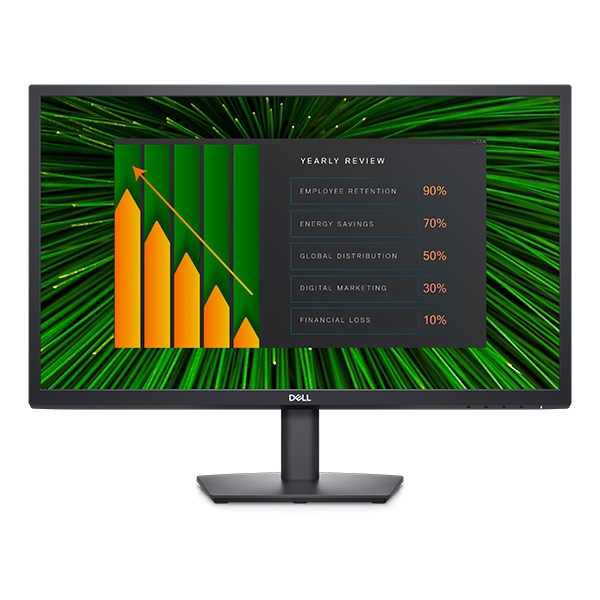 YEARLY REVIEW
EMPLOYEE RETENTION 90%
ENERGY SAVINGS 70%
GLOBAL DISTRIBUTION 50%
DIGITAL MARKETING 30%
FINANCIAL LOSS 10%
DELL